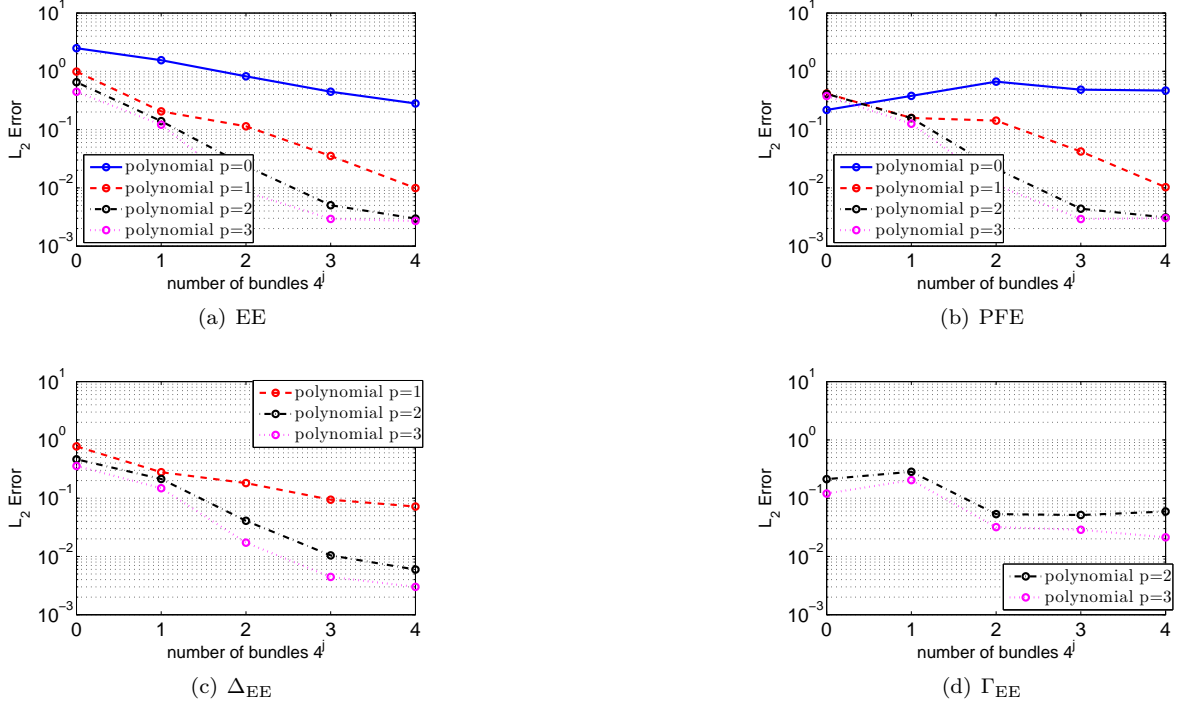 10^1
10^0
10^-1
10^-2
10^-3
L_2 Error
polynomial p=0
polynomial p=1
polynomial p=2
polynomial p=3
0 1 2 3 4
number of bundles 4^j
(a) EE
10^1
10^0
10^-1
10^-2
10^-3
L_2 Error
polynomial p=0
polynomial p=1
polynomial p=2
polynomial p=3
0 1 2 3 4
number of bundles 4^j
(b) PFE
10^1
10^0
10^-1
10^-2
10^-3
L_2 Error
polynomial p=1
polynomial p=2
polynomial p=3
0 1 2 3 4
number of bundles 4^j
(c) Δ_EE
10^1
10^0
10^-1
10^-2
10^-3
L_2 Error
polynomial p=2
polynomial p=3
0 1 2 3 4
number of bundles 4^j
(d) Γ_EE